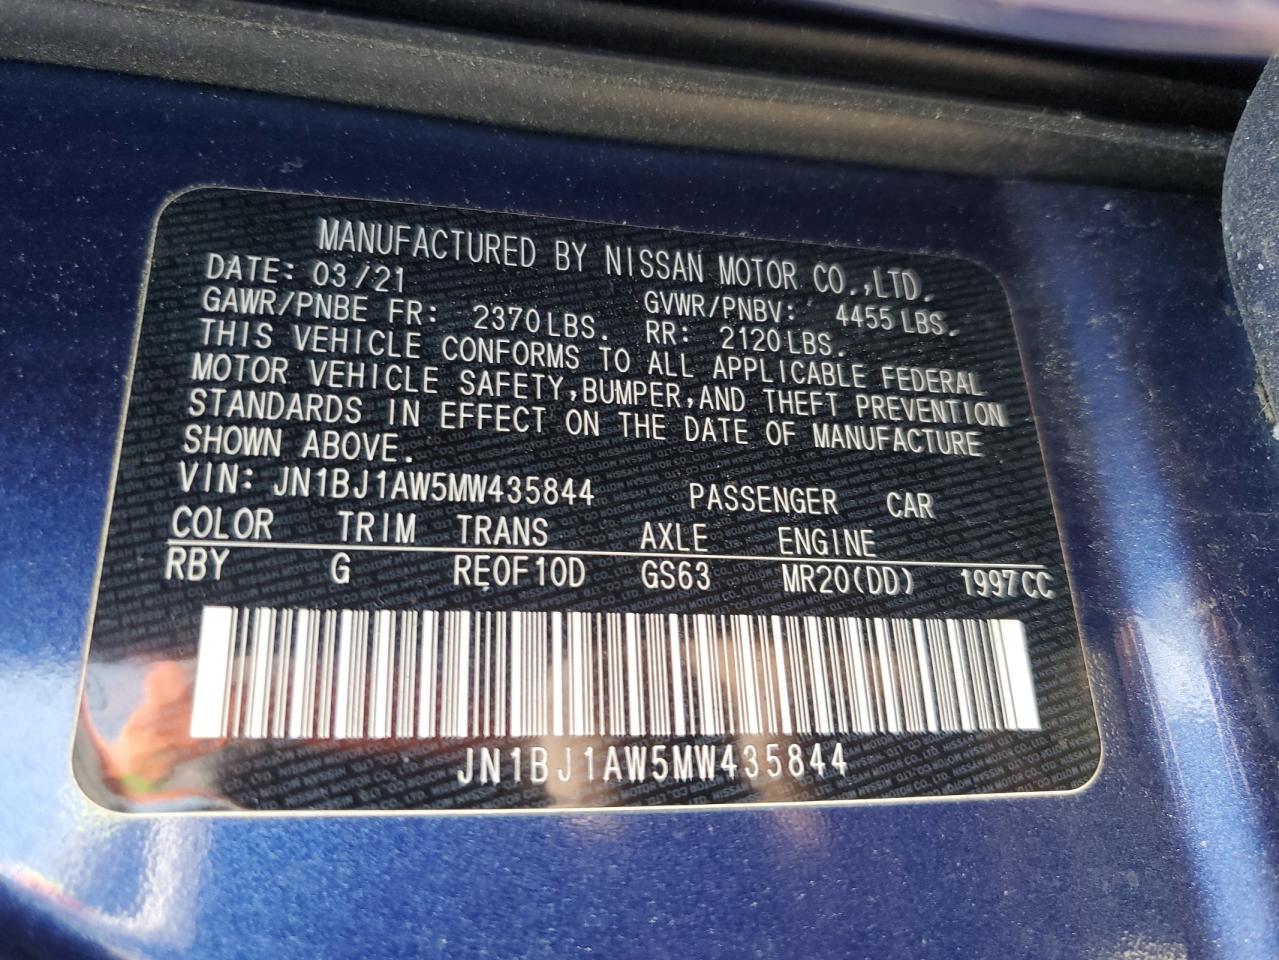 MANUFACTURED BY NISSAN MOTOR CO.,LTD.
DATE: 03/21
GAWR/PNBE FR: 2370LBS. GVWR/PNBV: 4455 LBS.
RR: 2120LBS.
THIS VEHICLE CONFORMS TO ALL APPLICABLE FEDERAL
MOTOR VEHICLE SAFETY,BUMPER,AND THEFT PREVENTION
STANDARDS IN EFFECT ON THE DATE OF MANUFACTURE
SHOWN ABOVE.
VIN: JN1BJ1AW5MW435844 PASSENGER CAR
COLOR TRIM TRANS AXLE ENGINE
RBY G RE0F10D GS63 MR20(DD) 1997CC
JN1BJ1AW5MW435844